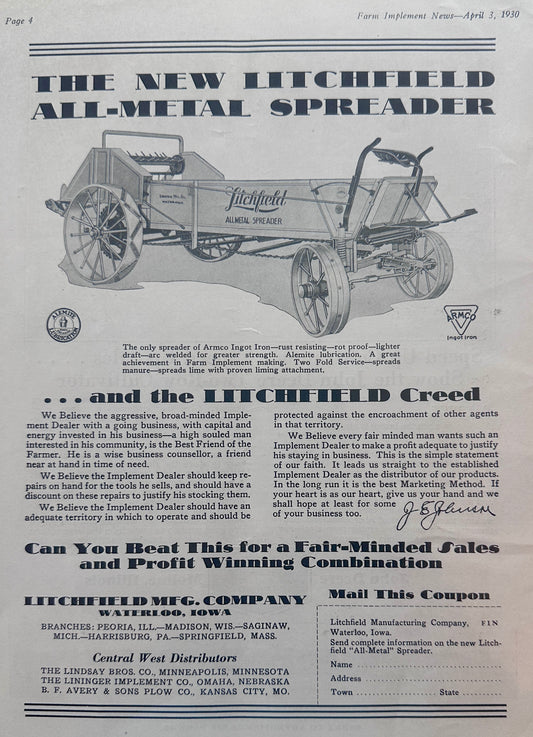 Page 4
Farm Implement News—April 3, 1930
THE NEW LITCHFIELD
ALL-METAL SPREADER
Litchfield
ALLMETAL SPREADER
ALEMITE
LUBRICATION
ARMCO
Ingot Iron
The only spreader of Armco Ingot Iron—rust resisting—rot proof—lighter
draft—arc welded for greater strength. Alemite lubrication. A great
achievement in Farm Implement making. Two Fold Service—spreads
manure—spreads lime with proven liming attachment.
...and the LITCHFIELD Creed
We Believe the aggressive, broad-minded Imple-
ment Dealer with a going business, with capital and
energy invested in his business—a high souled man
interested in his community, is the Best Friend of the
Farmer. He is a wise business counsellor, a friend
near at hand in time of need.
We Believe the Implement Dealer should keep re-
pairs on hand for the tools he sells, and should have a
discount on these repairs to justify his stocking them.
We Believe the Implement Dealer should have an
adequate territory in which to operate and should be
protected against the encroachment of other agents
in that territory.
We Believe every fair minded man wants such an
Implement Dealer to make a profit adequate to justify
his staying in business. This is the simple statement
of our faith. It leads us straight to the established
Implement Dealer as the distributor of our products.
In the long run it is the best Marketing Method. If
your heart is as our heart, give us your hand and we
shall hope at least for some
of your business too.
Can You Beat This for a Fair-Minded Sales
and Profit Winning Combination
LITCHFIELD MFG. COMPANY
WATERLOO, IOWA
BRANCHES: PEORIA, ILL.—MADISON, WIS.—SAGINAW,
MICH.—HARRISBURG, PA.—SPRINGFIELD, MASS.
Central West Distributors
THE LINDSAY BROS. CO., MINNEAPOLIS, MINNESOTA
THE LININGER IMPLEMENT CO., OMAHA, NEBRASKA
B. F. AVERY & SONS PLOW CO., KANSAS CITY, MO.
Mail This Coupon
Litchfield Manufacturing Company, FIN
Waterloo, Iowa.
Send complete information on the new Litch-
field "All-Metal" Spreader.
Name
Address
Town State